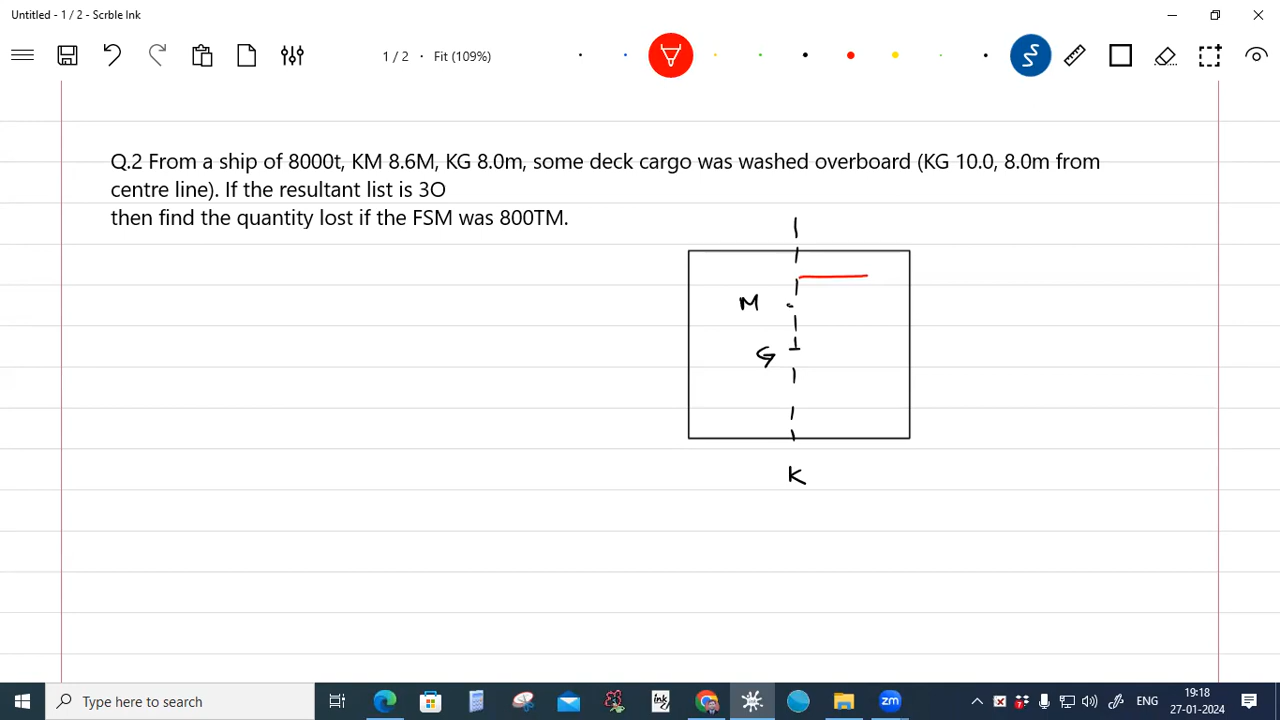 Untitled - 1 / 2 - Scrble Ink
1 / 2 · Fit (109%)
Q.2 From a ship of 8000t, KM 8.6M, KG 8.0m, some deck cargo was washed overboard (KG 10.0, 8.0m from
centre line). If the resultant list is 3O
then find the quantity lost if the FSM was 800TM.
M
G
K
Type here to search
ink
zm
ENG
19:18
27-01-2024